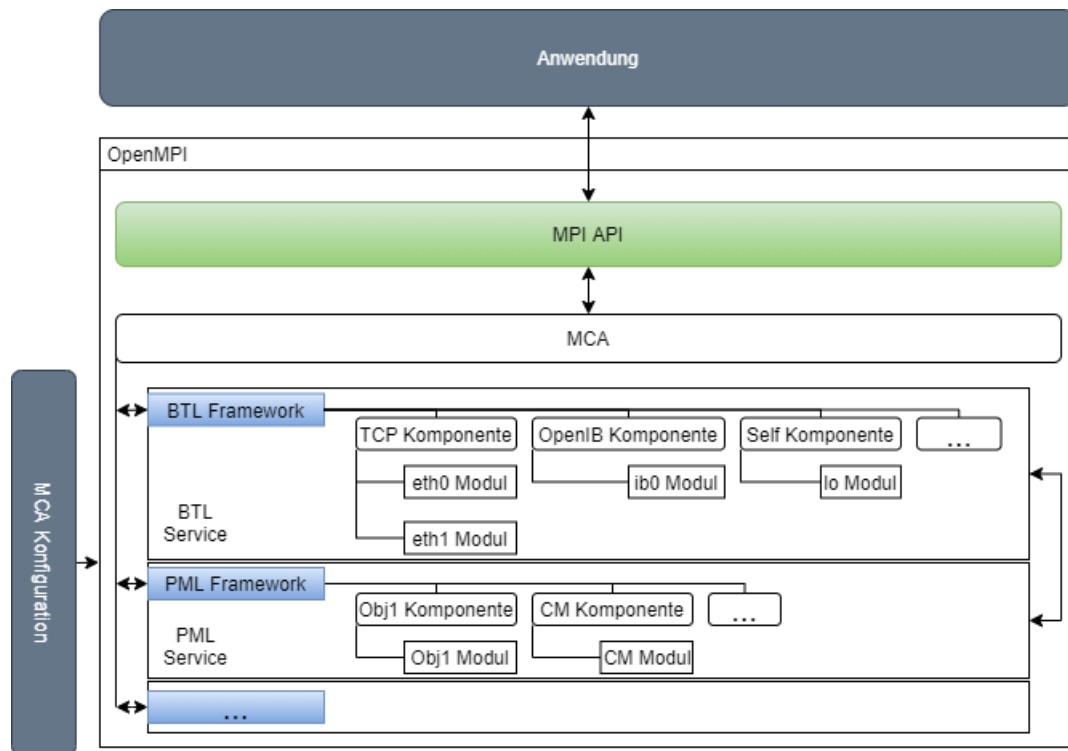 Anwendung
OpenMPI
MPI API
MCA
MCA Konfiguration
BTL Framework
TCP Komponente
OpenIB Komponente
Self Komponente
...
eth0 Modul
ib0 Modul
lo Modul
eth1 Modul
BTL
Service
PML Framework
Obj1 Komponente
CM Komponente
...
Obj1 Modul
CM Modul
PML
Service
...